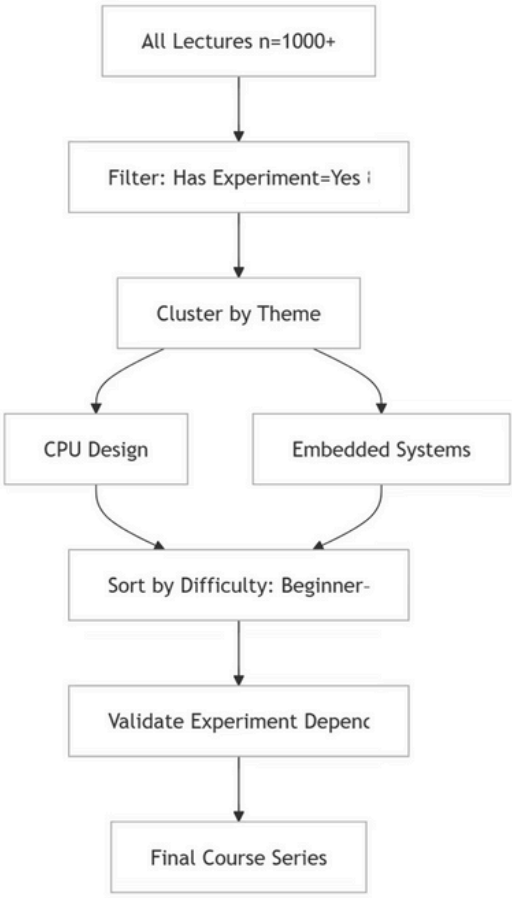 All Lectures n=1000+
Filter: Has Experiment=Yes
Cluster by Theme
CPU Design
Embedded Systems
Sort by Difficulty: Beginner-
Validate Experiment
Final Course Series